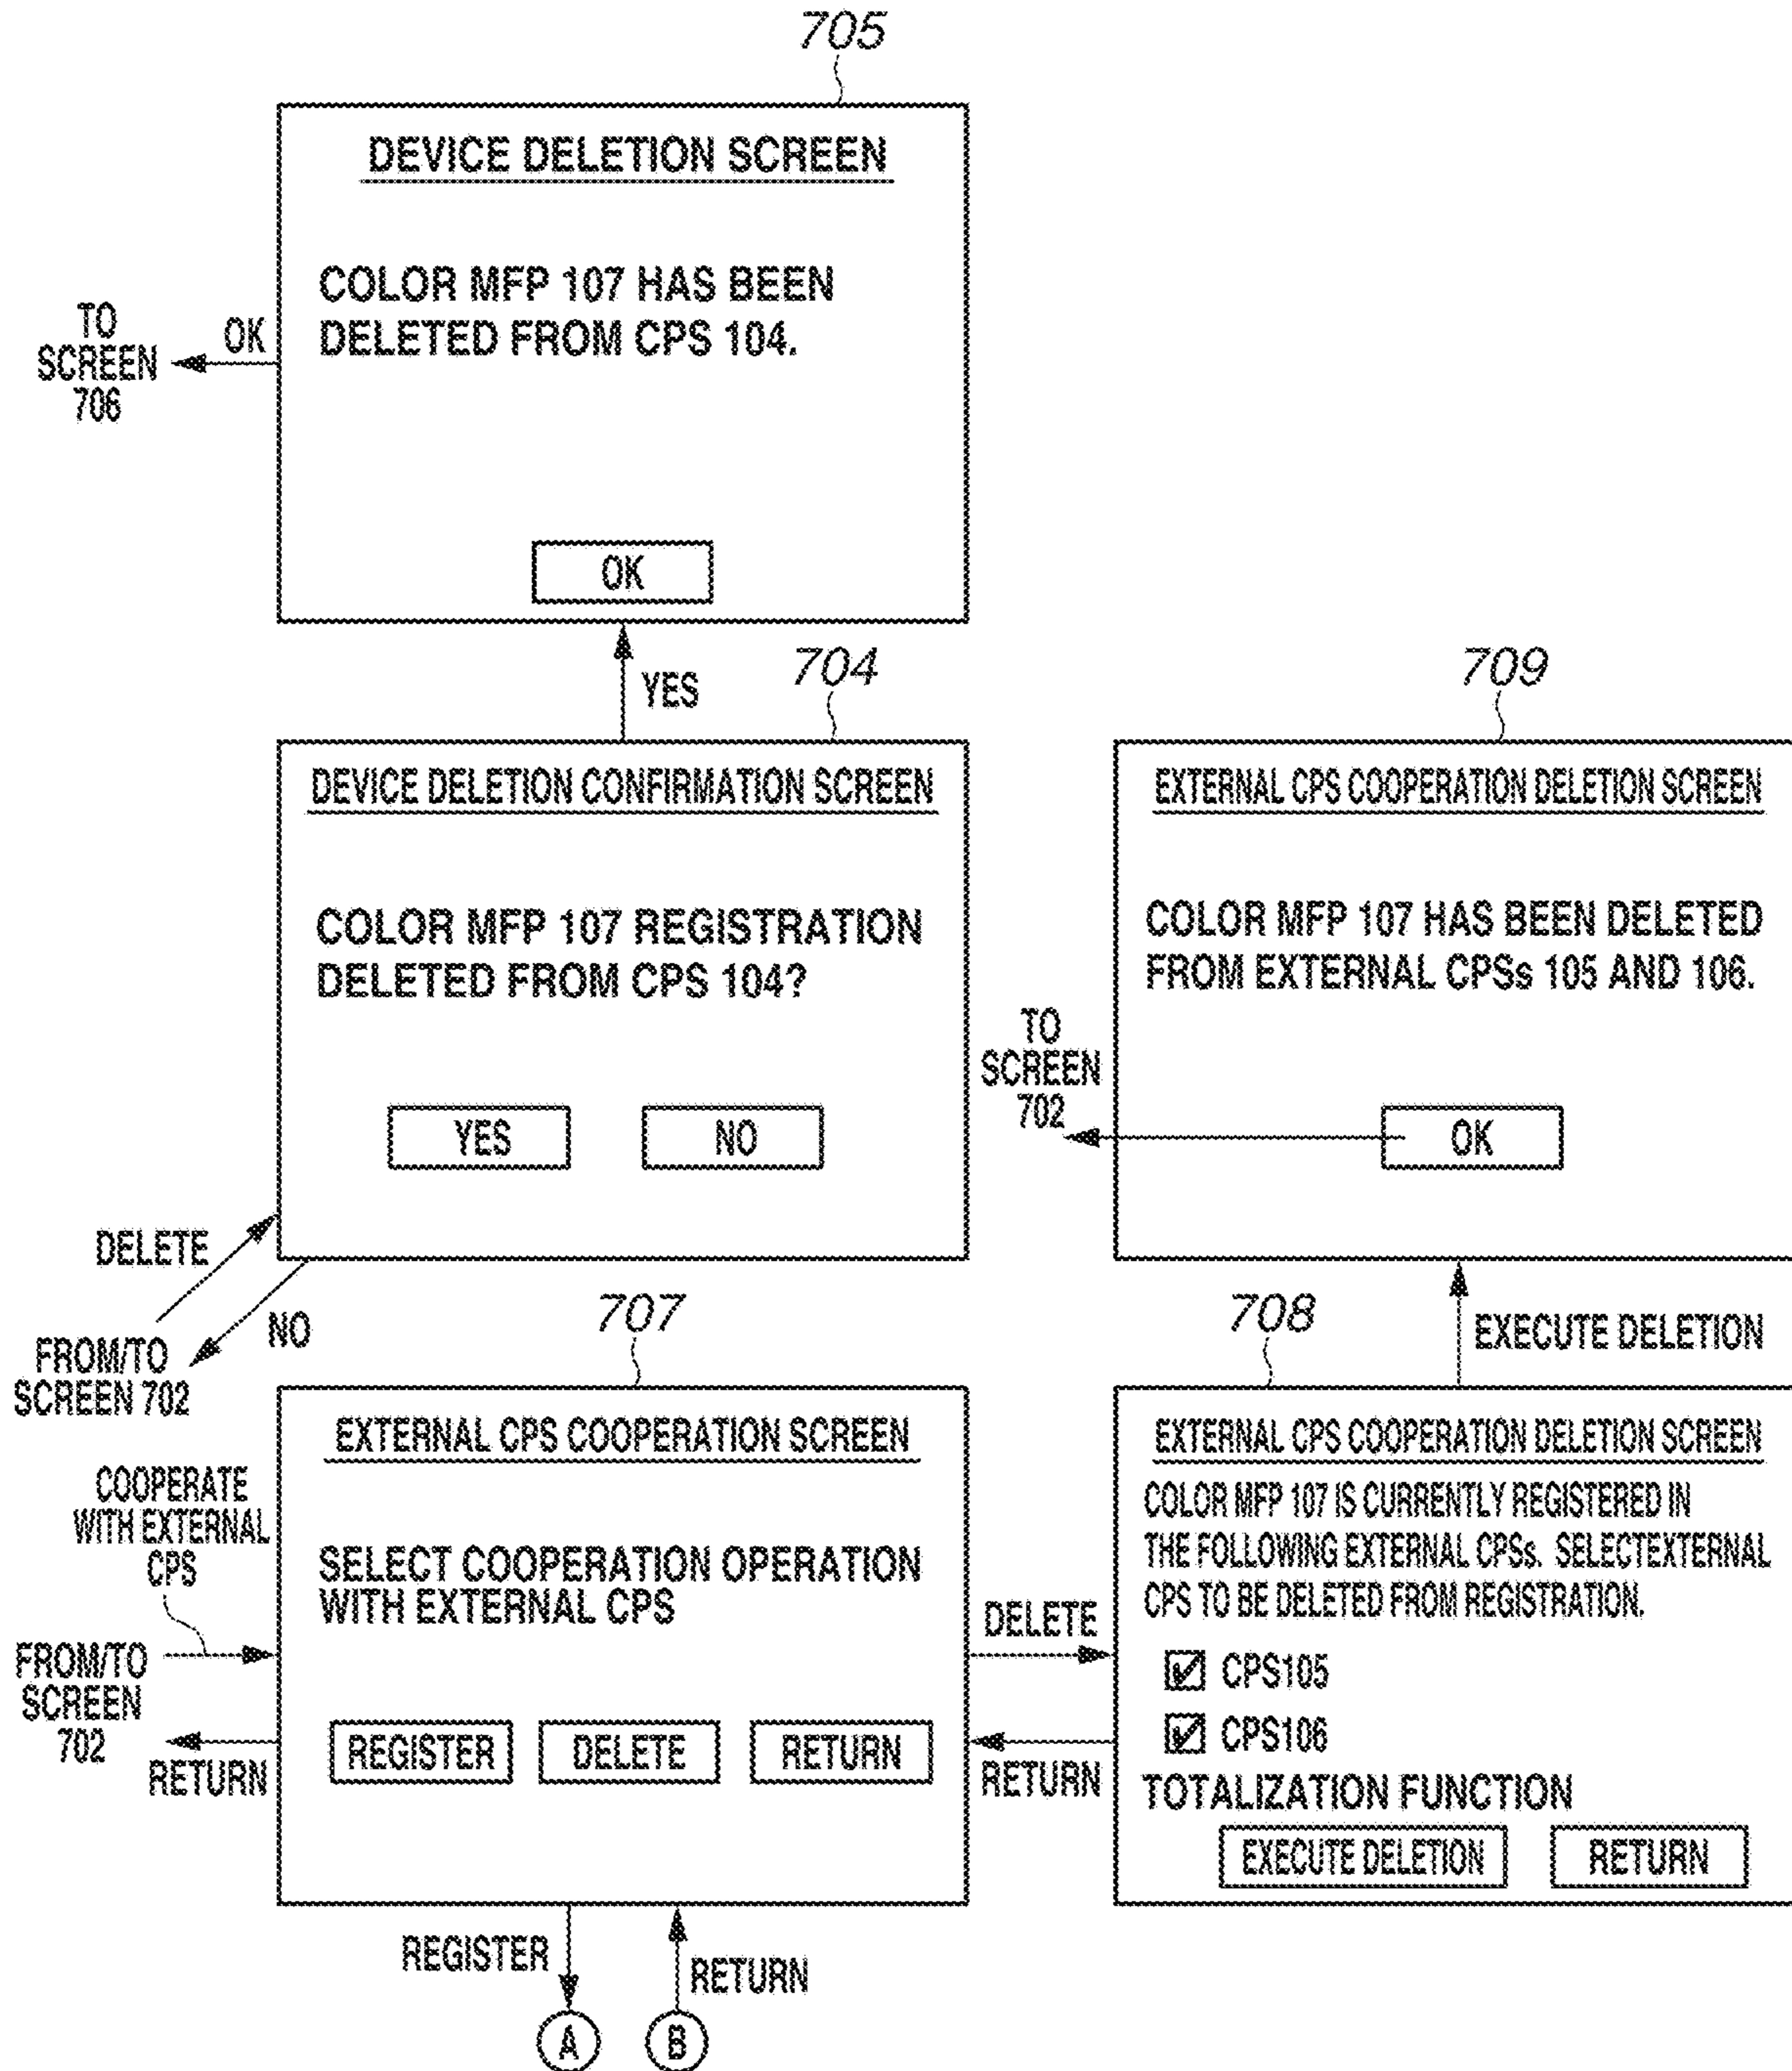 705
DEVICE DELETION SCREEN
COLOR MFP 107 HAS BEEN
DELETED FROM CPS 104.
OK
TO
SCREEN
706
OK
YES
704
DEVICE DELETION CONFIRMATION SCREEN
COLOR MFP 107 REGISTRATION
DELETED FROM CPS 104?
YES
NO
DELETE
NO
FROM/TO
SCREEN 702
709
EXTERNAL CPS COOPERATION DELETION SCREEN
COLOR MFP 107 HAS BEEN DELETED
FROM EXTERNAL CPSs 105 AND 106.
TO
SCREEN
702
OK
EXECUTE DELETION
707
EXTERNAL CPS COOPERATION SCREEN
SELECT COOPERATION OPERATION
WITH EXTERNAL CPS
REGISTER
DELETE
RETURN
COOPERATE
WITH EXTERNAL
CPS
FROM/TO
SCREEN
702
RETURN
DELETE
RETURN
708
EXTERNAL CPS COOPERATION DELETION SCREEN
COLOR MFP 107 IS CURRENTLY REGISTERED IN
THE FOLLOWING EXTERNAL CPSs. SELECTEXTERNAL
CPS TO BE DELETED FROM REGISTRATION.
CPS105
CPS106
TOTALIZATION FUNCTION
EXECUTE DELETION
RETURN
REGISTER
RETURN
A
B